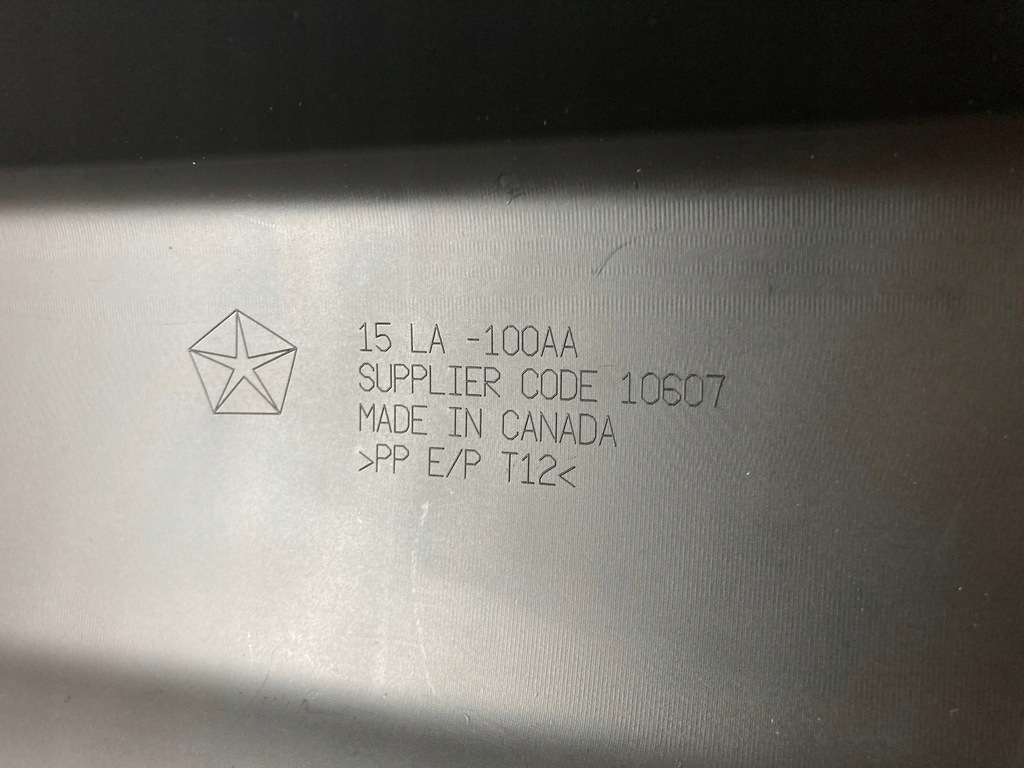 15 LA -100AA
SUPPLIER CODE 10607
MADE IN CANADA
>PP E/P T12<